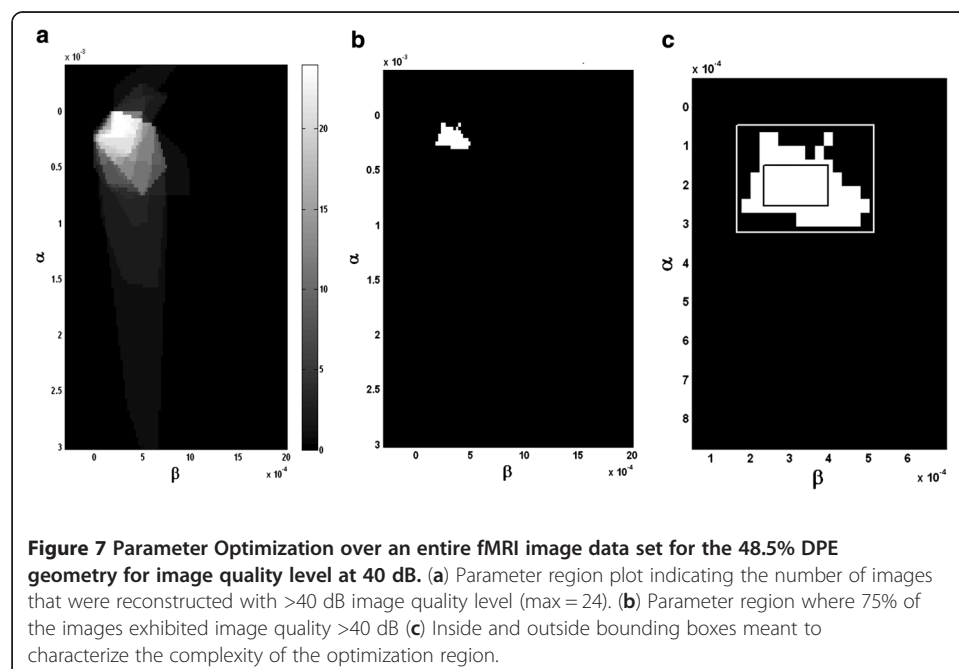 a
b
c
x 10⁻³
0
0.5
1
1.5
2
2.5
3
α
0
5
10
15
20
β
x 10⁻⁴
20
15
10
5
0
x 10⁻³
0
0.5
1
1.5
2
2.5
3
α
0
5
10
15
20
β
x 10⁻⁴
x 10⁻⁴
0
1
2
3
4
5
6
7
8
α
1
2
3
4
5
6
β
x 10⁻⁴
Figure 7 Parameter Optimization over an entire fMRI image data set for the 48.5% DPE
geometry for image quality level at 40 dB. (a) Parameter region plot indicating the number of images
that were reconstructed with >40 dB image quality level (max = 24). (b) Parameter region where 75% of
the images exhibited image quality >40 dB (c) Inside and outside bounding boxes meant to
characterize the complexity of the optimization region.